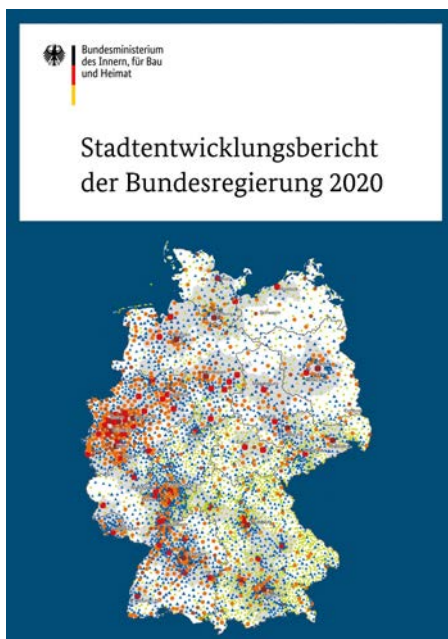 Bundesministerium
des Innern, für Bau
und Heimat
Stadtentwicklungsbericht
der Bundesregierung 2020